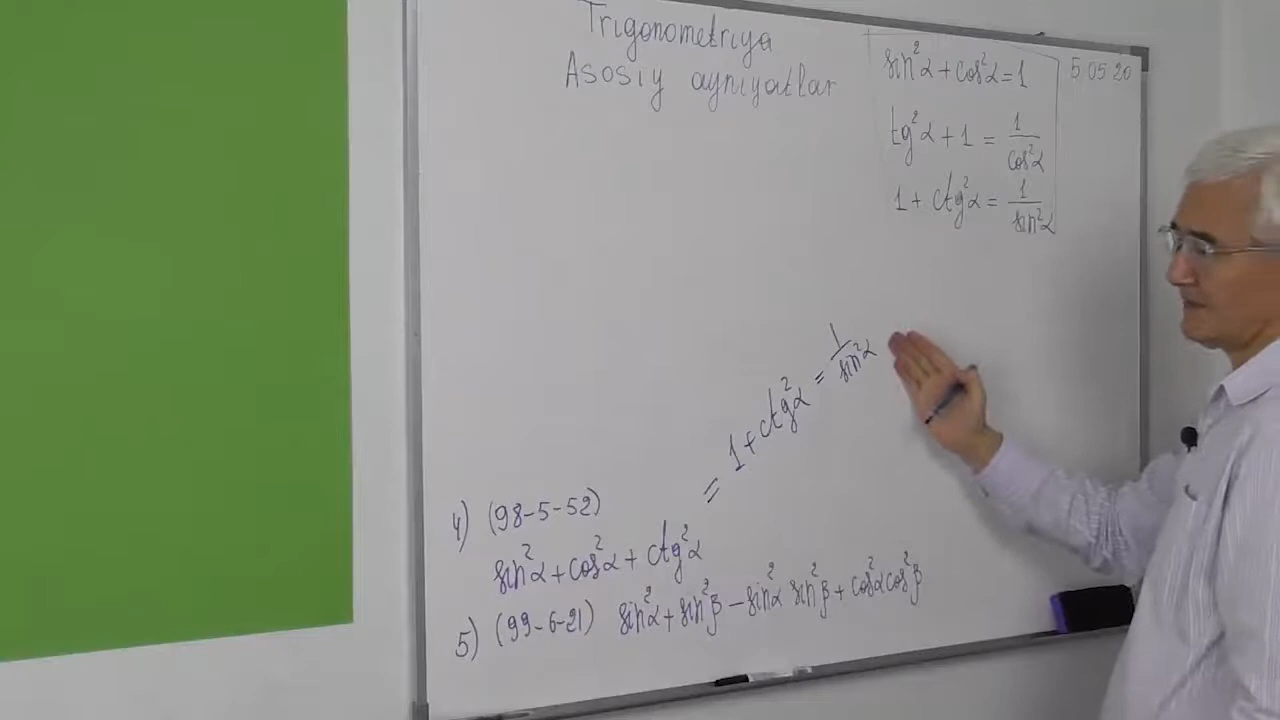 Trigonometriya
Asosiy ayniyatlar
sin²α + cos²α = 1
5 05 20
tg²α + 1 = 1/cos²α
1 + ctg²α = 1/sin²α
4) (98-5-52)
sin²α + cos²α + ctg²α = 1 + ctg²α = 1/sin²α
5) (99-6-21) sin²α + sin²β - sin²α sin²β + cos²α cos²β